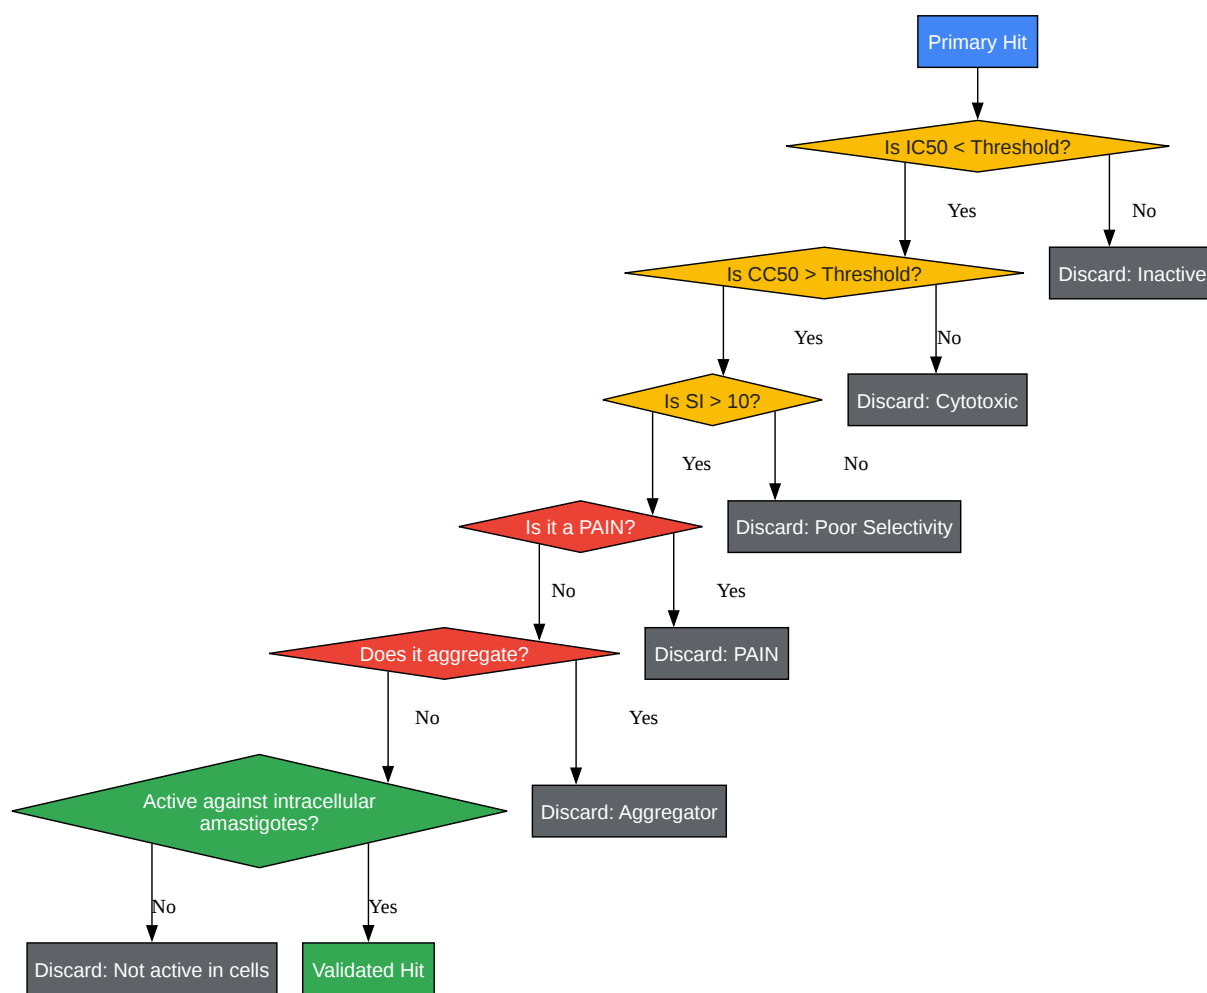 Primary Hit
Is IC50 < Threshold?
Yes
No
Is CC50 > Threshold?
Discard: Inactive
Yes
No
Is SI > 10?
Discard: Cytotoxic
Yes
No
Is it a PAIN?
Discard: Poor Selectivity
No
Yes
Does it aggregate?
Discard: PAIN
No
Yes
Active against intracellular
amastigotes?
Discard: Aggregator
No
Yes
Discard: Not active in cells
Validated Hit